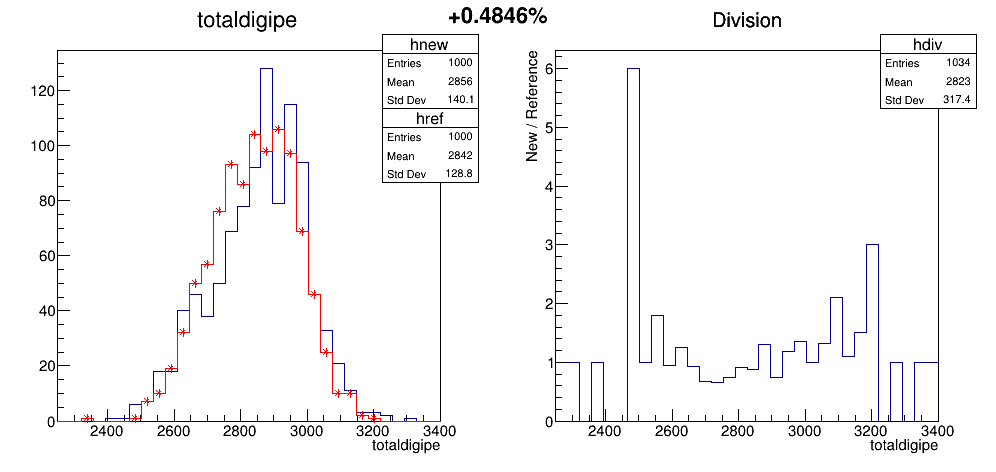 +0.4846%
totaldigipe
hnew
Entries 1000
Mean 2856
Std Dev 140.1
href
Entries 1000
Mean 2842
Std Dev 128.8
120
100
80
60
40
20
0
2400 2600 2800 3000 3200 3400
totaldigipe
Division
hdiv
Entries 1034
Mean 2823
Std Dev 317.4
New / Reference
6
5
4
3
2
1
0
2400 2600 2800 3000 3200 3400
totaldigipe